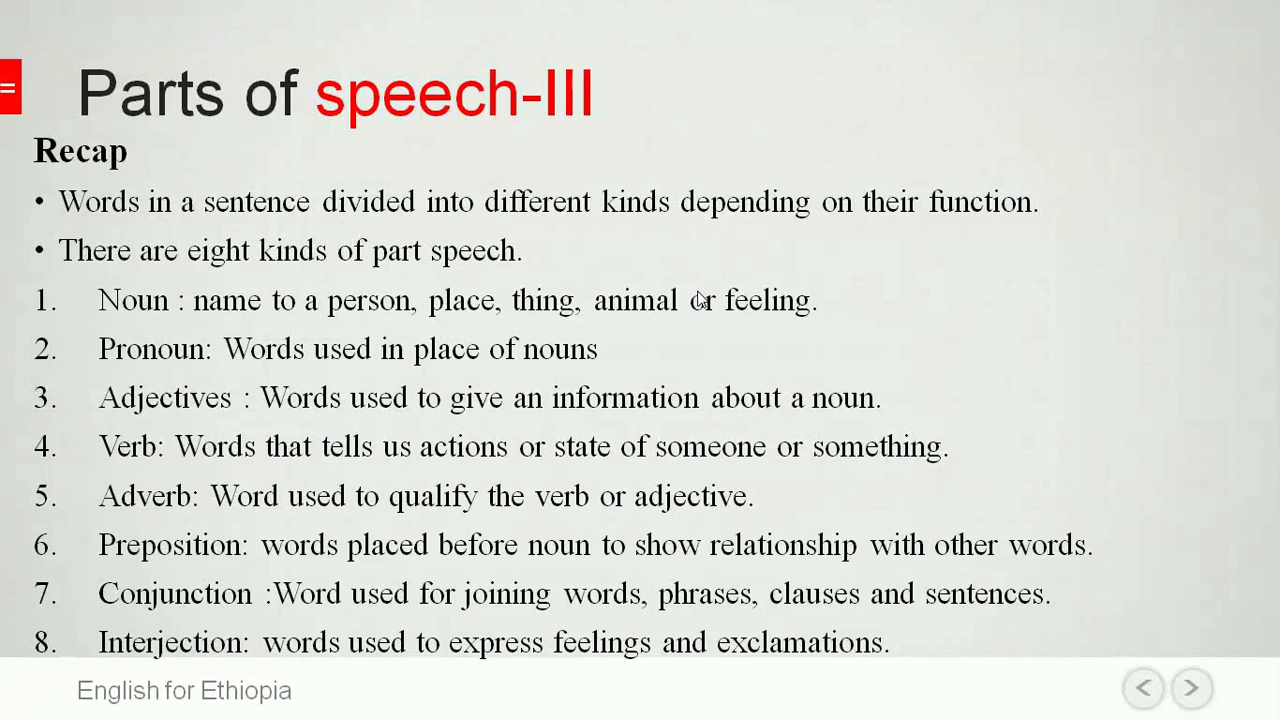 Parts of speech-III
Recap
• Words in a sentence divided into different kinds depending on their function.
• There are eight kinds of part speech.
1. Noun : name to a person, place, thing, animal or feeling.
2. Pronoun: Words used in place of nouns
3. Adjectives : Words used to give an information about a noun.
4. Verb: Words that tells us actions or state of someone or something.
5. Adverb: Word used to qualify the verb or adjective.
6. Preposition: words placed before noun to show relationship with other words.
7. Conjunction :Word used for joining words, phrases, clauses and sentences.
8. Interjection: words used to express feelings and exclamations.
English for Ethiopia